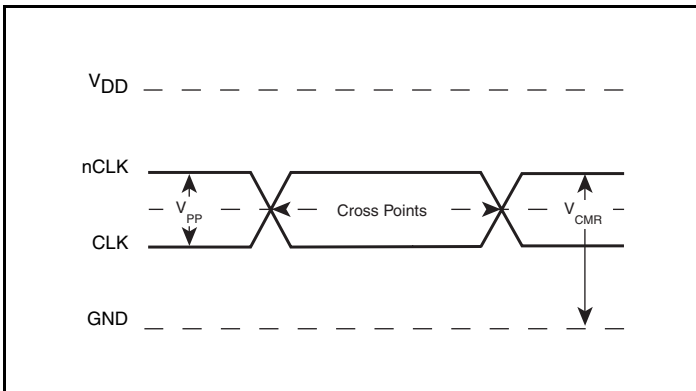 VDD
nCLK
VPP
Cross Points
VCMR
CLK
GND